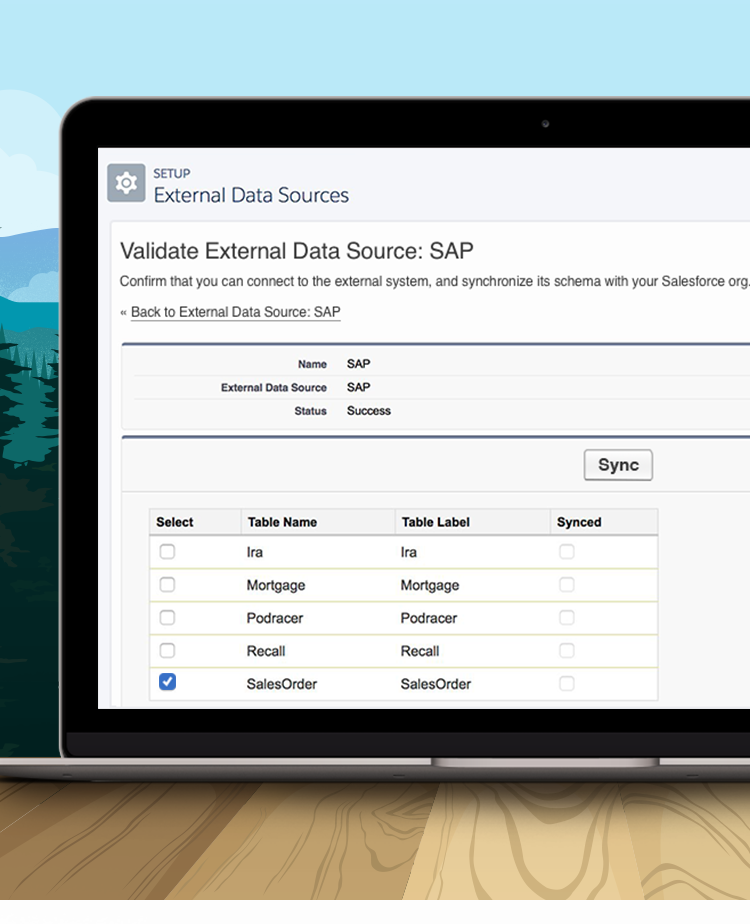 SETUP
External Data Sources
Validate External Data Source: SAP
Confirm that you can connect to the external system, and synchronize its schema with your Salesforce org.
« Back to External Data Source: SAP
Name SAP
External Data Source SAP
Status Success
Sync
Select Table Name Table Label Synced
Ira Ira
Mortgage Mortgage
Podracer Podracer
Recall Recall
SalesOrder SalesOrder